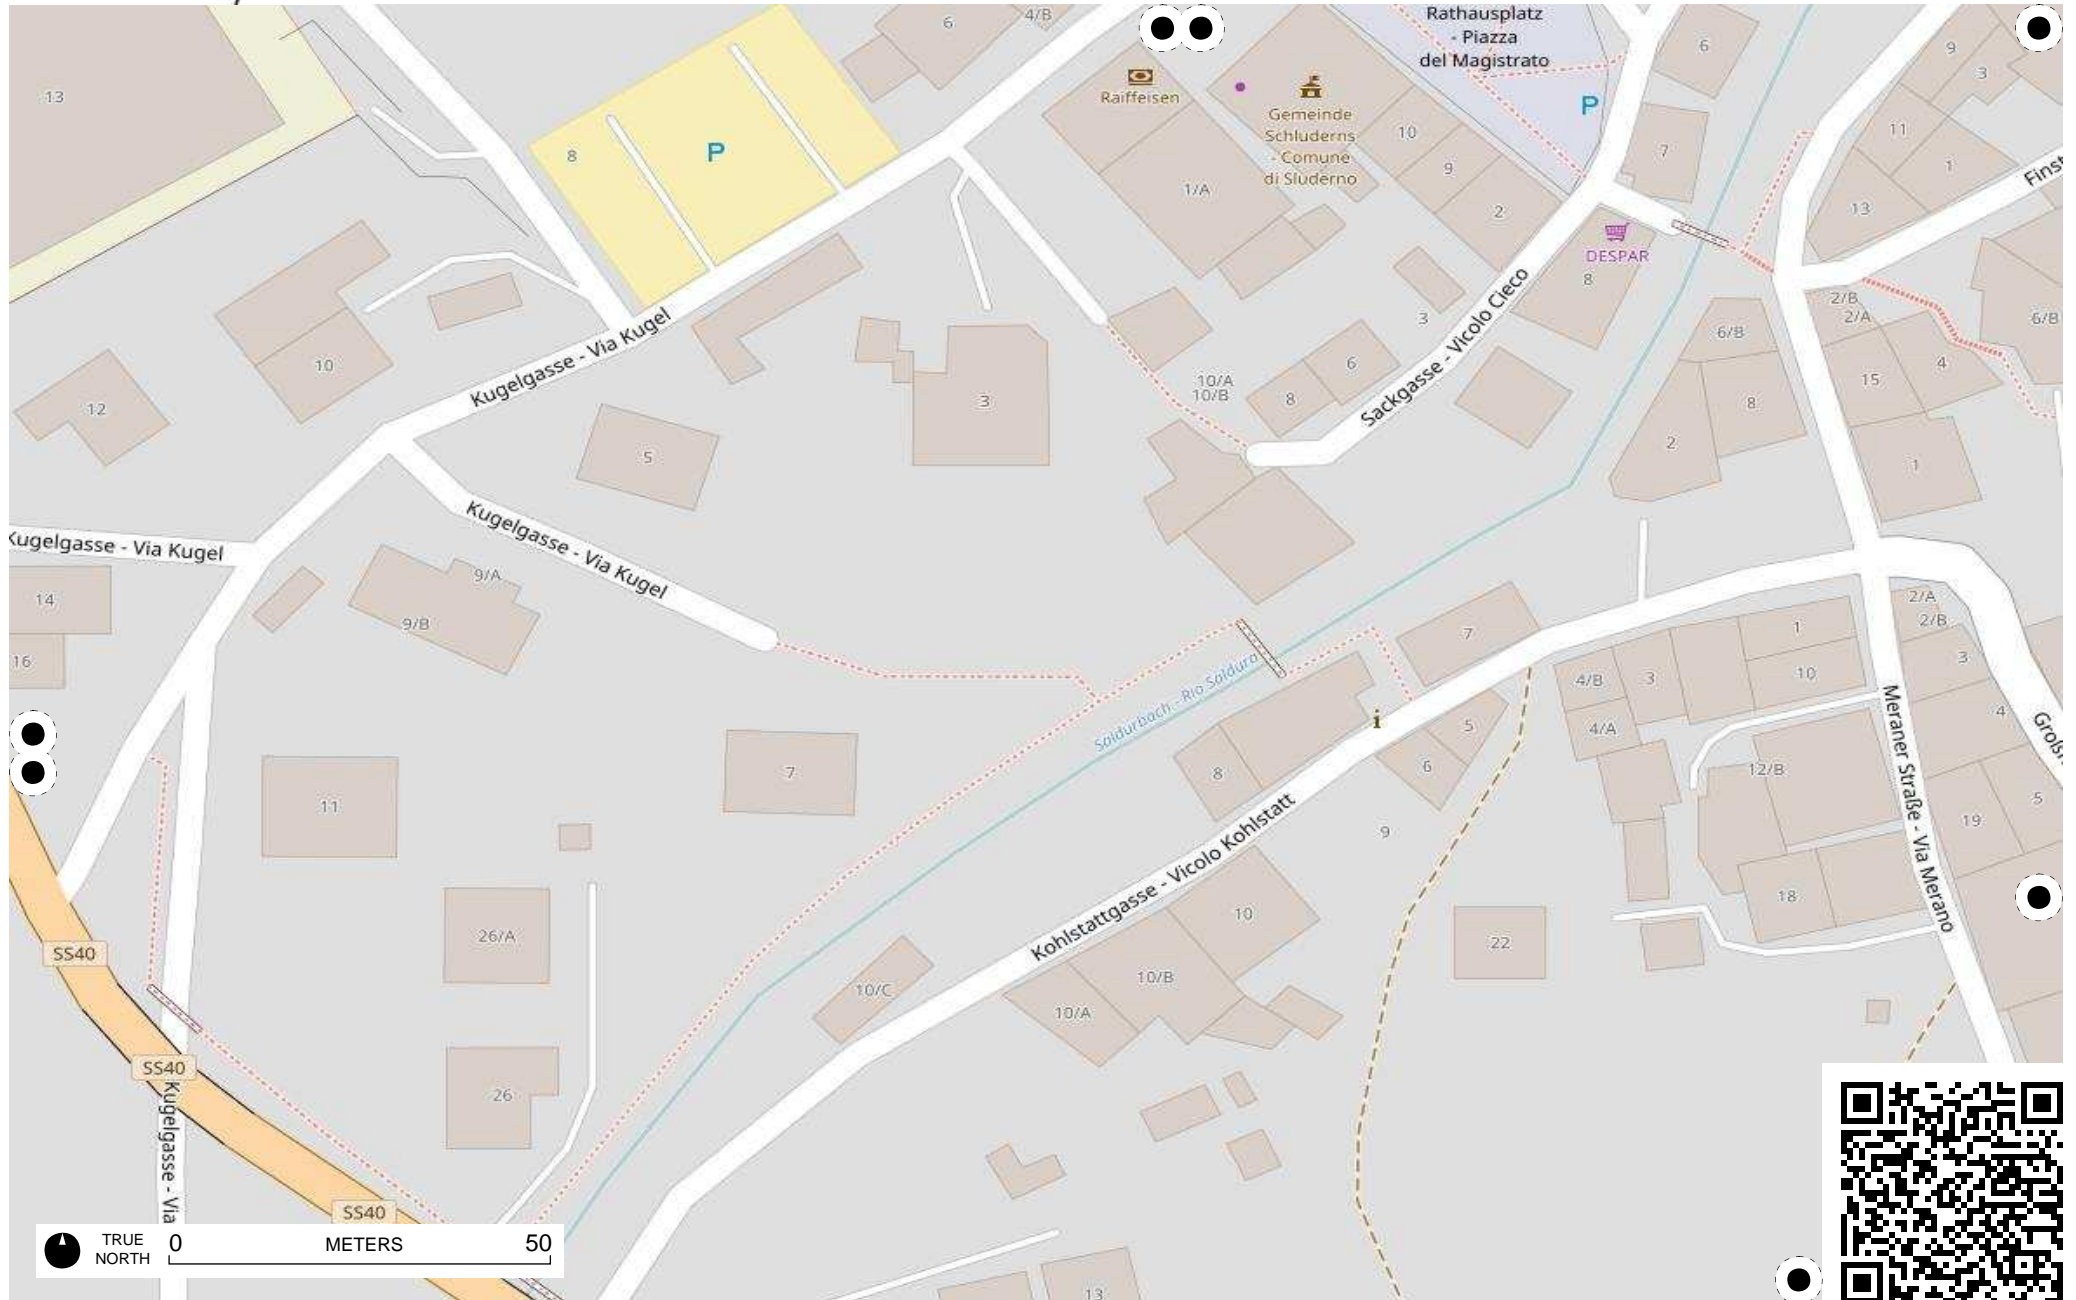 6
4/B
Rathausplatz
- Piazza
del Magistrato
6
9
3
13
Raiffeisen
P
Gemeinde
Schluderns
- Comune
di Sluderno
10
11
8
P
9
7
1
1/A
2
13
Finst
DESPAR
8
2/B
2/A
6/B
3
6/B
Kugelgasse - Via Kugel
Sackgasse - Vicolo Cieco
10
6
15
4
12
3
10/A
10/B
8
8
5
2
1
Kugelgasse - Via Kugel
Kugelgasse - Via Kugel
9/A
14
9/B
2/A
2/B
7
1
16
3
Saldurbach - Rio Saldura
4/B
3
10
4
4/A
5
7
8
6
12/B
Meraner Straße - Via Merano
Groß
5
11
9
19
Kohlstattgasse - Vicolo Kohlstatt
18
10
26/A
22
SS40
10/C
10/B
10/A
SS40
26
Kugelgasse - Via
SS40
TRUE
NORTH
0
METERS
50
13